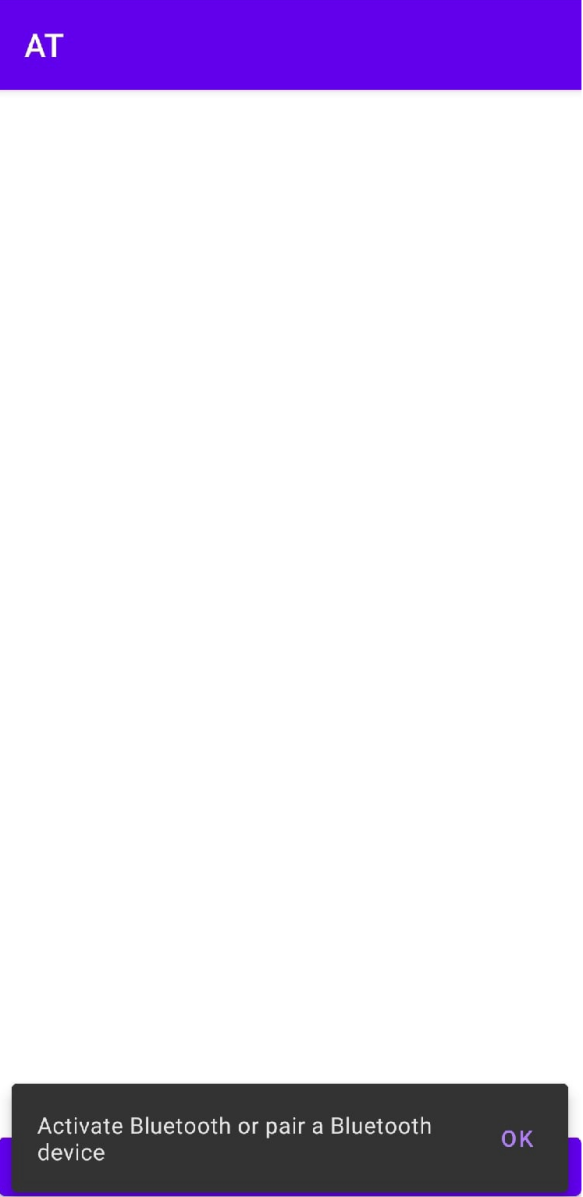 AT
Activate Bluetooth or pair a Bluetooth
device
OK